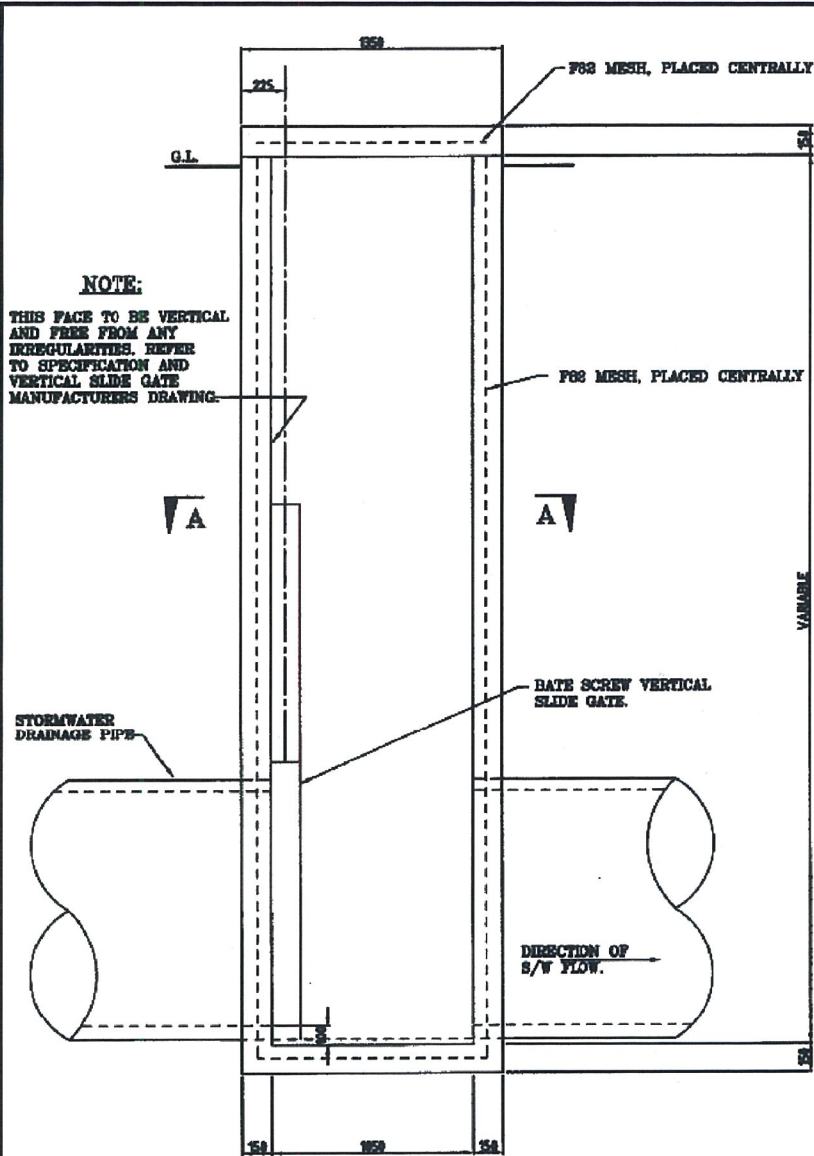 1350
F82 MESH, PLACED CENTRALLY
225
150
G.L.
NOTE:
THIS FACE TO BE VERTICAL
AND FREE FROM ANY
IRREGULARITIES. REFER
TO SPECIFICATION AND
VERTICAL SLIDE GATE
MANUFACTURERS DRAWING.
F82 MESH, PLACED CENTRALLY
A
A
VARIABLE
BATE SCREW VERTICAL
SLIDE GATE.
STORMWATER
DRAINAGE PIPE
DIRECTION OF
S/W FLOW.
150
150
1050
150